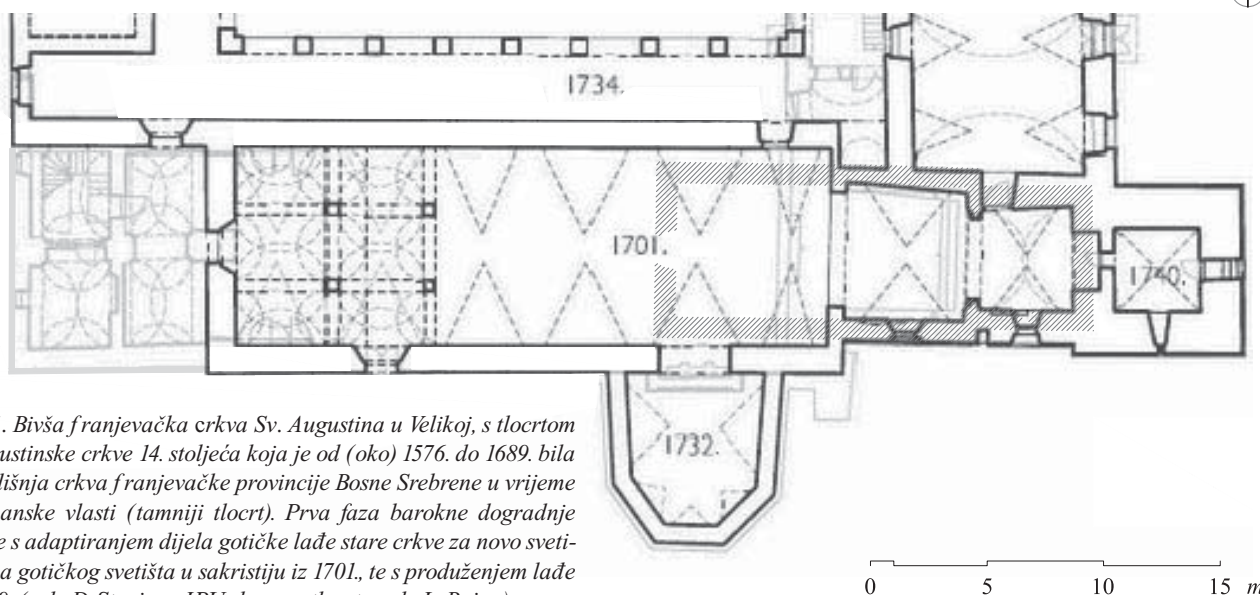 1734.
1701.
1740.
1732.
. Bivša franjevačka crkva Sv. Augustina u Velikoj, s tlocrtom
ustinske crkve 14. stoljeća koja je od (oko) 1576. do 1689. bila
dišnja crkva franjevačke provincije Bosne Srebrene u vrijeme
anske vlasti (tamniji tlocrt). Prva faza barokne dogradnje
e s adaptiranjem dijela gotičke lađe stare crkve za novo sveti-
a gotičkog svetišta u sakristiju iz 1701., te s produženjem lađe
0 5 10 15 m